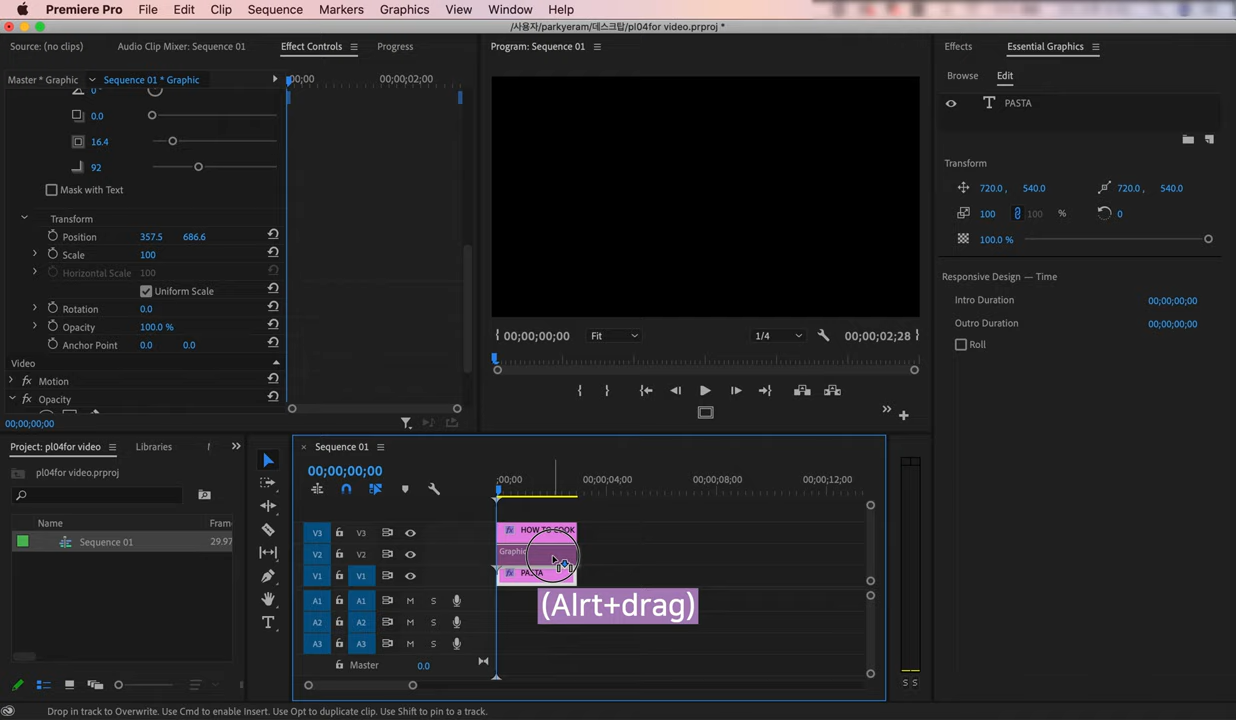 Premiere Pro File Edit Clip Sequence Markers Graphics View Window Help
/사용자/parkyeram/데스크탑/pl04for video.prproj *
Source: (no clips) Audio Clip Mixer: Sequence 01 Effect Controls Progress
Program: Sequence 01
Effects Essential Graphics
Master * Graphic Sequence 01 * Graphic
;00;00 00;00;02;00
Browse Edit
0 °
PASTA
0.0
16.4
92
Mask with Text
Transform
Transform
720.0 , 540.0 720.0 , 540.0
100 100 % 0
100.0 %
Position 357.5 686.6
Scale 100
Horizontal Scale 100
Uniform Scale
Rotation 0.0
Opacity 100.0 %
Anchor Point 0.0 0.0
Responsive Design — Time
Intro Duration 00;00;00;00
Outro Duration 00;00;00;00
Roll
Video
fx Motion
fx Opacity
00;00;00;00
00;00;00;00 Fit 1/4 00;00;02;28
Project: pl04for video Libraries
pl04for video.prproj
Name Frame
Sequence 01 29.97
Sequence 01
00;00;00;00
;00;00 00;00;04;00 00;00;08;00 00;00;12;00
V3 V3 fx HOW TO COOK
V2 V2 Graphic
V1 V1 fx PASTA
(Alrt+drag)
A1 A1 M S
A2 A2 M S
A3 A3 M S
Master 0.0
S S
Drop in track to Overwrite. Use Cmd to enable Insert. Use Opt to duplicate clip. Use Shift to pin to a track.